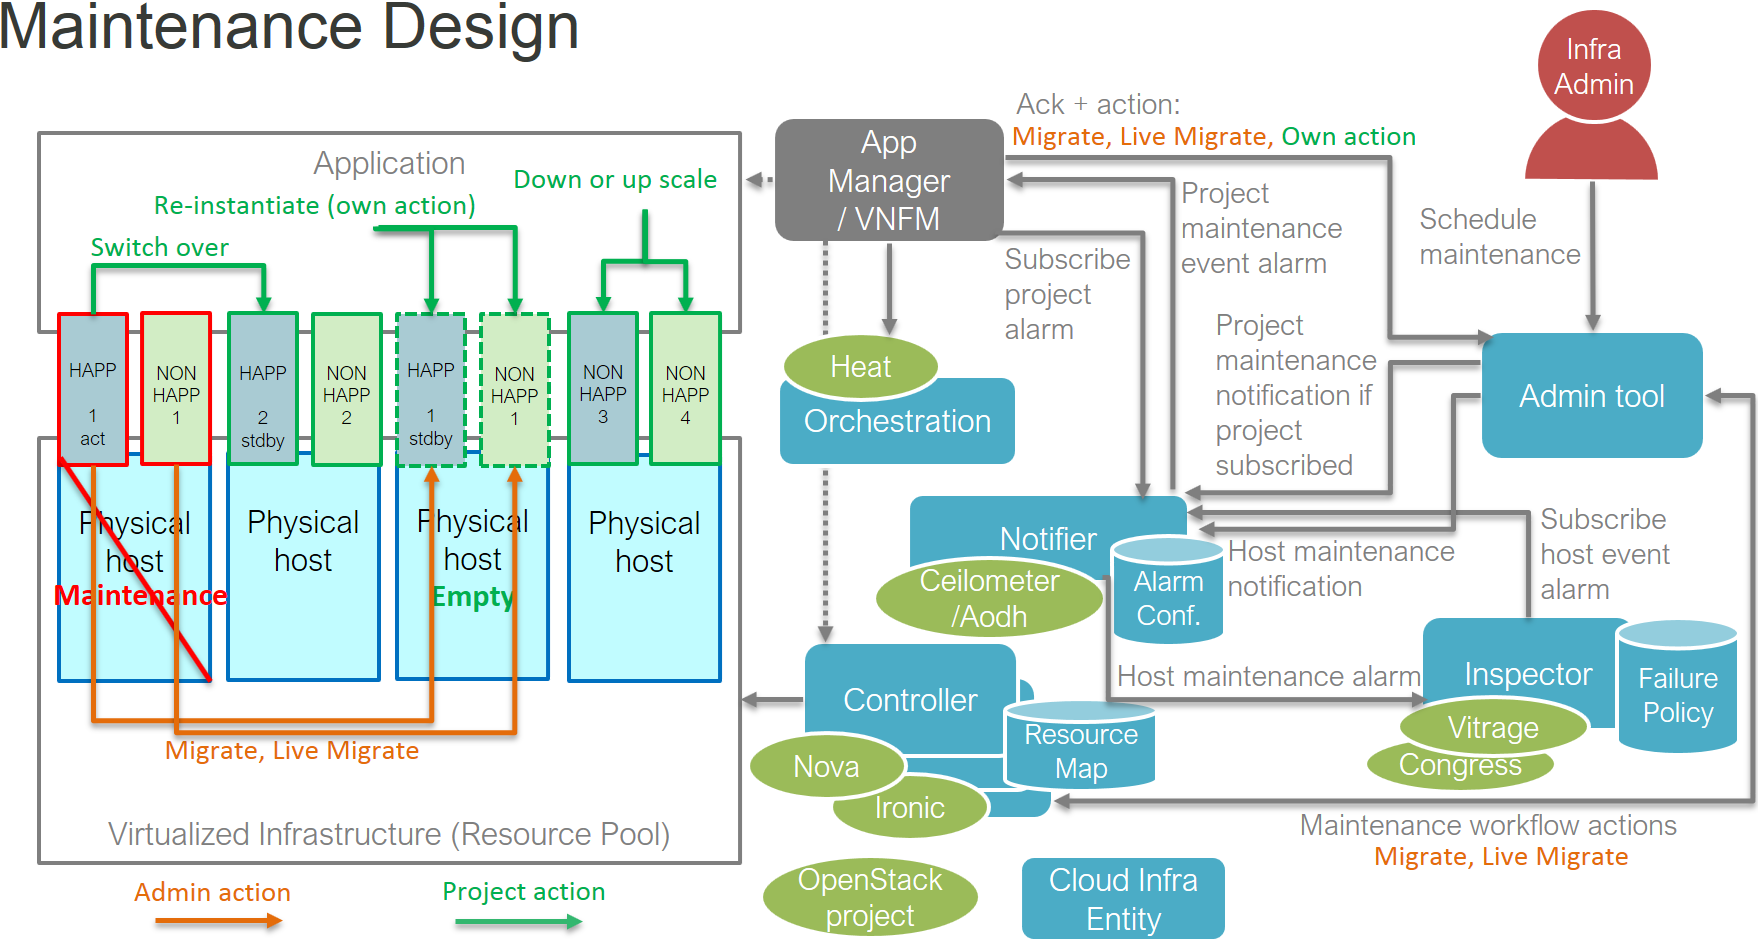 Maintenance Design
Infra
Admin
Ack + action:
Migrate, Live Migrate, Own action
App
Manager
/ VNFM
Application
Down or up scale
Re-instantiate (own action)
Switch over
Project
maintenance
event alarm
Schedule
maintenance
Subscribe
project
alarm
Project
maintenance
notification if
project
subscribed
HAPP
1
act
NON
HAPP
1
HAPP
2
stdby
NON
HAPP
2
HAPP
1
stdby
NON
HAPP
1
NON
HAPP
3
NON
HAPP
4
Heat
Orchestration
Admin tool
Physical
host
Maintenance
Physical
host
Physical
host
Empty
Physical
host
Notifier
Ceilometer
/Aodh
Alarm
Conf.
Host maintenance
notification
Subscribe
host event
alarm
Host maintenance alarm
Inspector
Vitrage
Congress
Failure
Policy
Controller
Nova
Ironic
Resource
Map
Migrate, Live Migrate
Virtualized Infrastructure (Resource Pool)
Maintenance workflow actions
Migrate, Live Migrate
Admin action
Project action
OpenStack
project
Cloud Infra
Entity